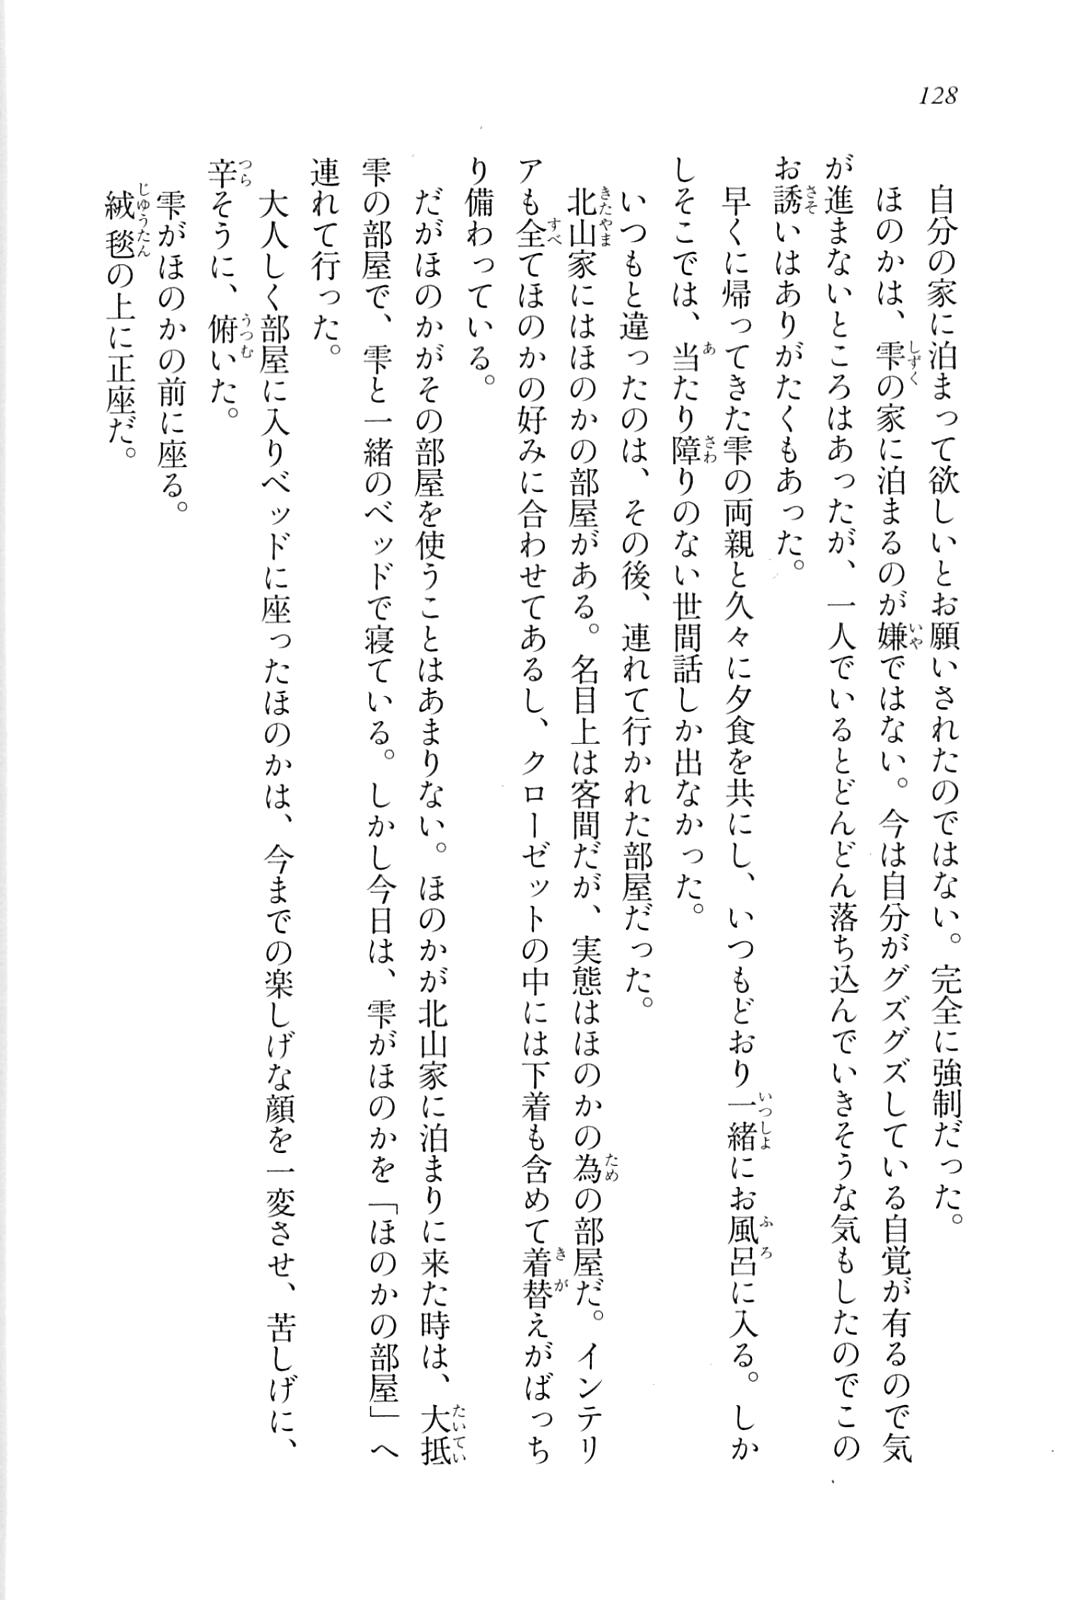 128
自分の家に泊まって欲しいとお願いされたのではない。完全に強制だった。
ほのかは、雫の家に泊まるのが嫌ではない。今は自分がグズグズしている自覚が有るので気
が進まないところはあったが、一人でいるとどんどん落ち込んでいきそうな気もしたのでこの
お誘いはありがたくもあった。
早くに帰ってきた雫の両親と久々に夕食を共にし、いつもどおり一緒にお風呂に入る。しか
しそこでは、当たり障りのない世間話しか出なかった。
いつもと違ったのは、その後、連れて行かれた部屋だった。
北山家にはほのかの部屋がある。名目上は客間だが、実態はほのかの為の部屋だ。インテリ
アも全てほのかの好みに合わせてあるし、クローゼットの中には下着も含めて着替えがばっち
り備わっている。
だがほのかがその部屋を使うことはあまりない。ほのかが北山家に泊まりに来た時は、大抵
雫の部屋で、雫と一緒のベッドで寝ている。しかし今日は、雫がほのかを「ほのかの部屋」へ
連れて行った。
大人しく部屋に入りベッドに座ったほのかは、今までの楽しげな顔を一変させ、苦しげに、
辛そうに、俯いた。
雫がほのかの前に座る。
絨毯の上に正座だ。